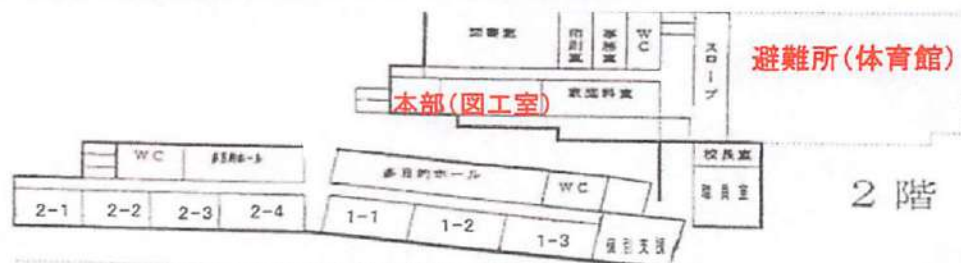 図書室
印刷室
事務室
WC
スロープ
避難所(体育館)
本部(図工室)
家庭科室
WC
多目的ホール
多目的ホール
WC
校長室
職員室
2階
2-1
2-2
2-3
2-4
1-1
1-2
1-3
個別支援